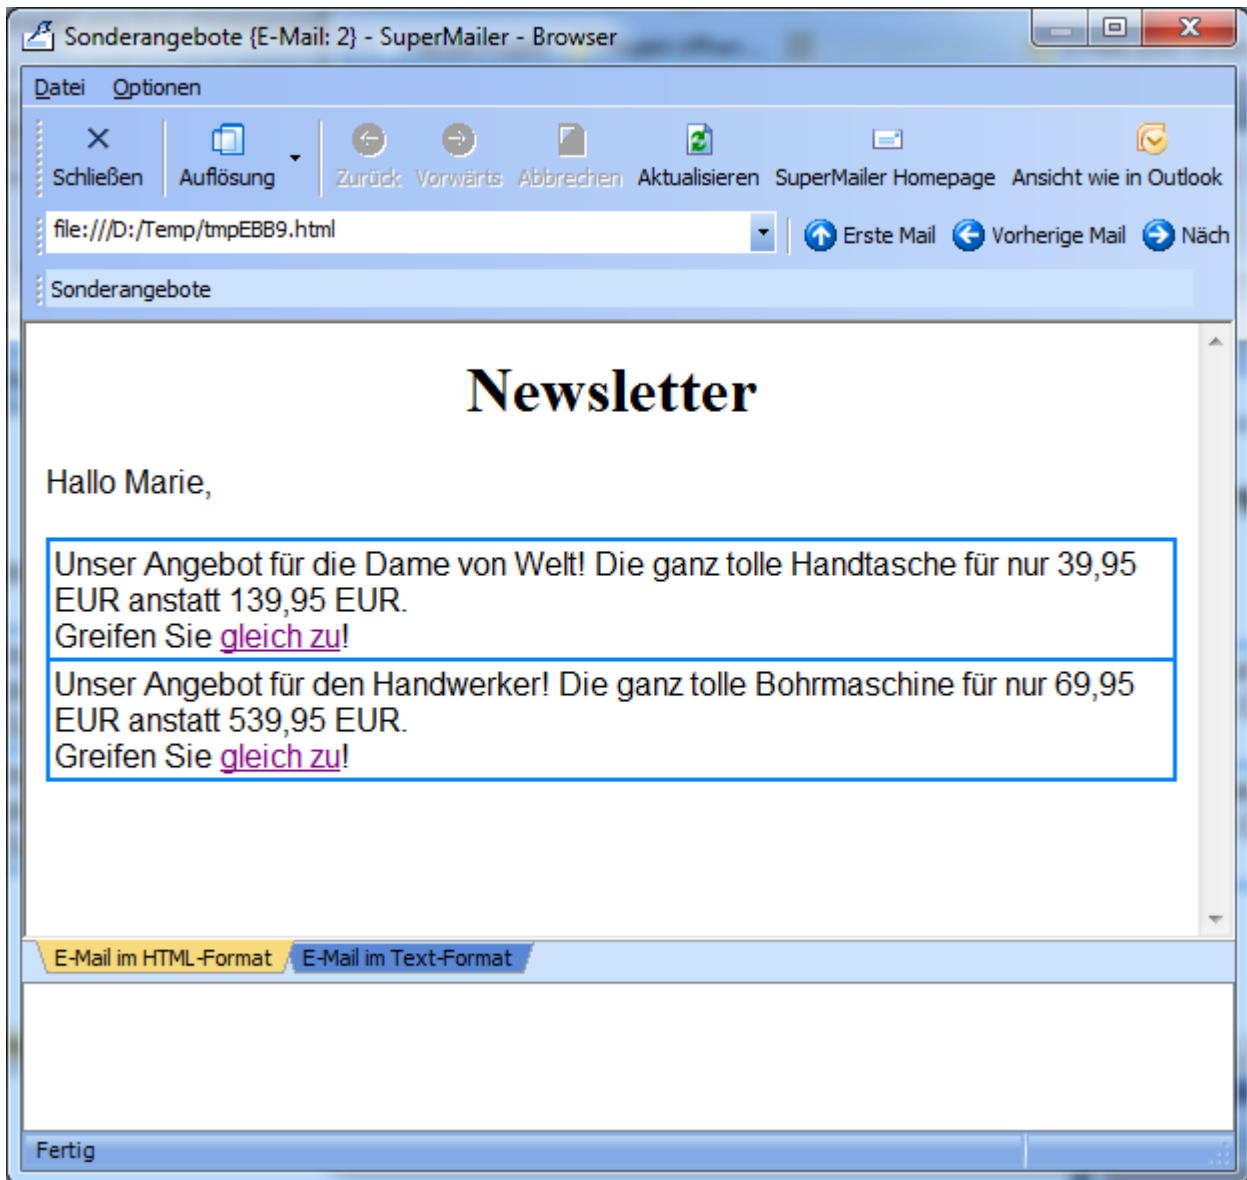 Sonderangebote {E-Mail: 2} - SuperMailer - Browser
Datei Optionen
Schließen Auflösung Zurück Vorwärts Abbrechen Aktualisieren SuperMailer Homepage Ansicht wie in Outlook
file:///D:/Temp/tmpEBB9.html Erste Mail Vorherige Mail Näch
Sonderangebote
Newsletter
Hallo Marie,
Unser Angebot für die Dame von Welt! Die ganz tolle Handtasche für nur 39,95
EUR anstatt 139,95 EUR.
Greifen Sie gleich zu!
Unser Angebot für den Handwerker! Die ganz tolle Bohrmaschine für nur 69,95
EUR anstatt 539,95 EUR.
Greifen Sie gleich zu!
E-Mail im HTML-Format E-Mail im Text-Format
Fertig